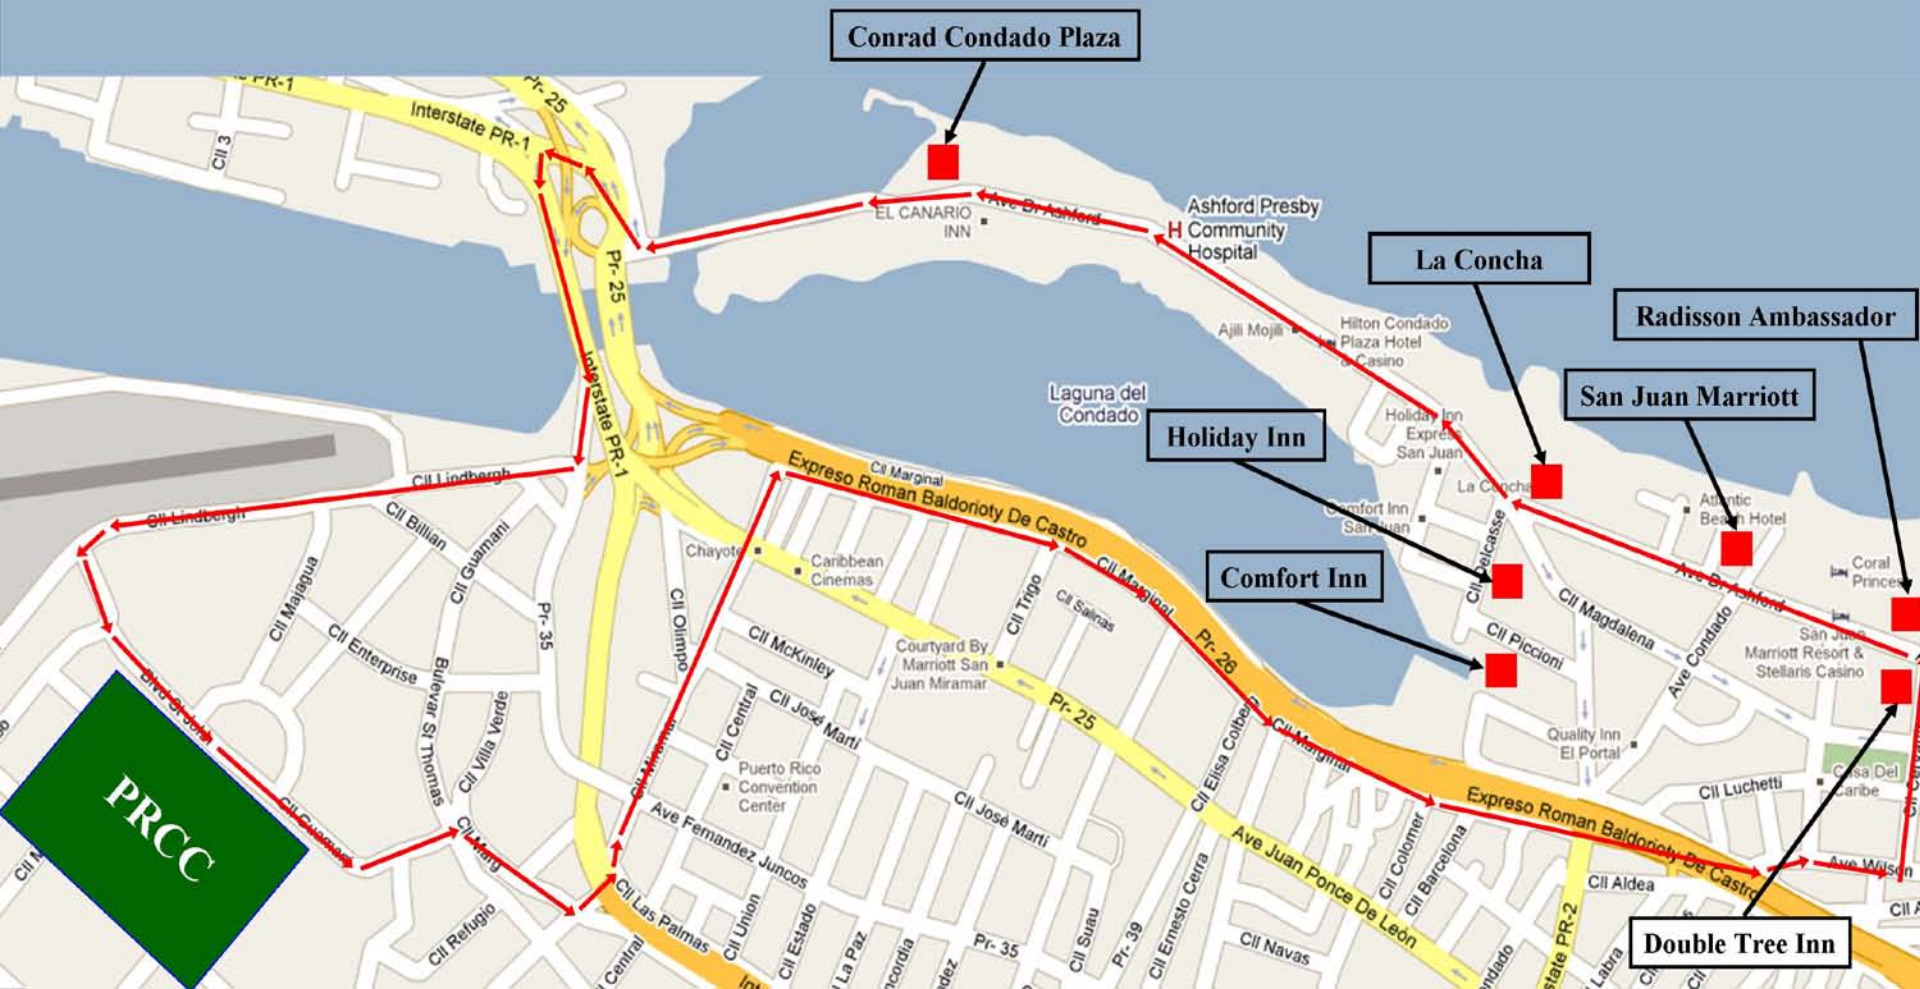 Conrad Condado Plaza
PR-1
Pr- 25
Interstate PR-1
Cll 3
EL CANARIO
INN
Ave Dr Ashford
Ashford Presby
Community
Hospital
H
La Concha
Radisson Ambassador
San Juan Marriott
Holiday Inn
Comfort Inn
Pr- 25
Ajili Mojili
Hilton Condado
Plaza Hotel
& Casino
Laguna del
Condado
Holiday Inn
Express
San Juan
La Concha
Comfort Inn
San Juan
Atlantic
Beach Hotel
Coral
Princes
Interstate PR-1
Cll Lindbergh
Cll Lindbergh
Cll Marginal
Expreso Roman Baldorioty De Castro
Cll Billian
Cll Guamani
Cll Majagua
Cll Enterprise
Pr- 35
Cll Olimpo
Chayote
Caribbean
Cinemas
Cll Trigo
Cll Salinas
Cll Marginal
Pr- 26
Cll Delcasse
Cll Piccioni
Cll Magdalena
Ave Condado
Ave Dr Ashford
San Juan
Marriott Resort &
Stellaris Casino
Cll McKinley
Courtyard By
Marriott San
Juan Miramar
Pr- 25
Bulevar St Thomas
Cll Villa Verde
Cll Central
Cll José Martí
Cll Miramar
Puerto Rico
Convention
Center
Cll Elisa Colberg
Cll Marginal
Quality Inn
El Portal
Cll Luchetti
Casa Del
Caribe
Blvd St John
PRCC
Cll Guamani
Cll Marg
Ave Fernandez Juncos
Cll José Martí
Expreso Roman Baldorioty De Castro
Ave Wilson
Ave Juan Ponce De León
Cll Colomer
Cll Barcelona
Cll Aldea
Cll Las Palmas
Cll Refugio
Cll Union
Cll Estado
La Paz
Pr- 35
Cll Suau
Pr- 39
Cll Ernesto Cerra
Cll Navas
Cll Central
Double Tree Inn